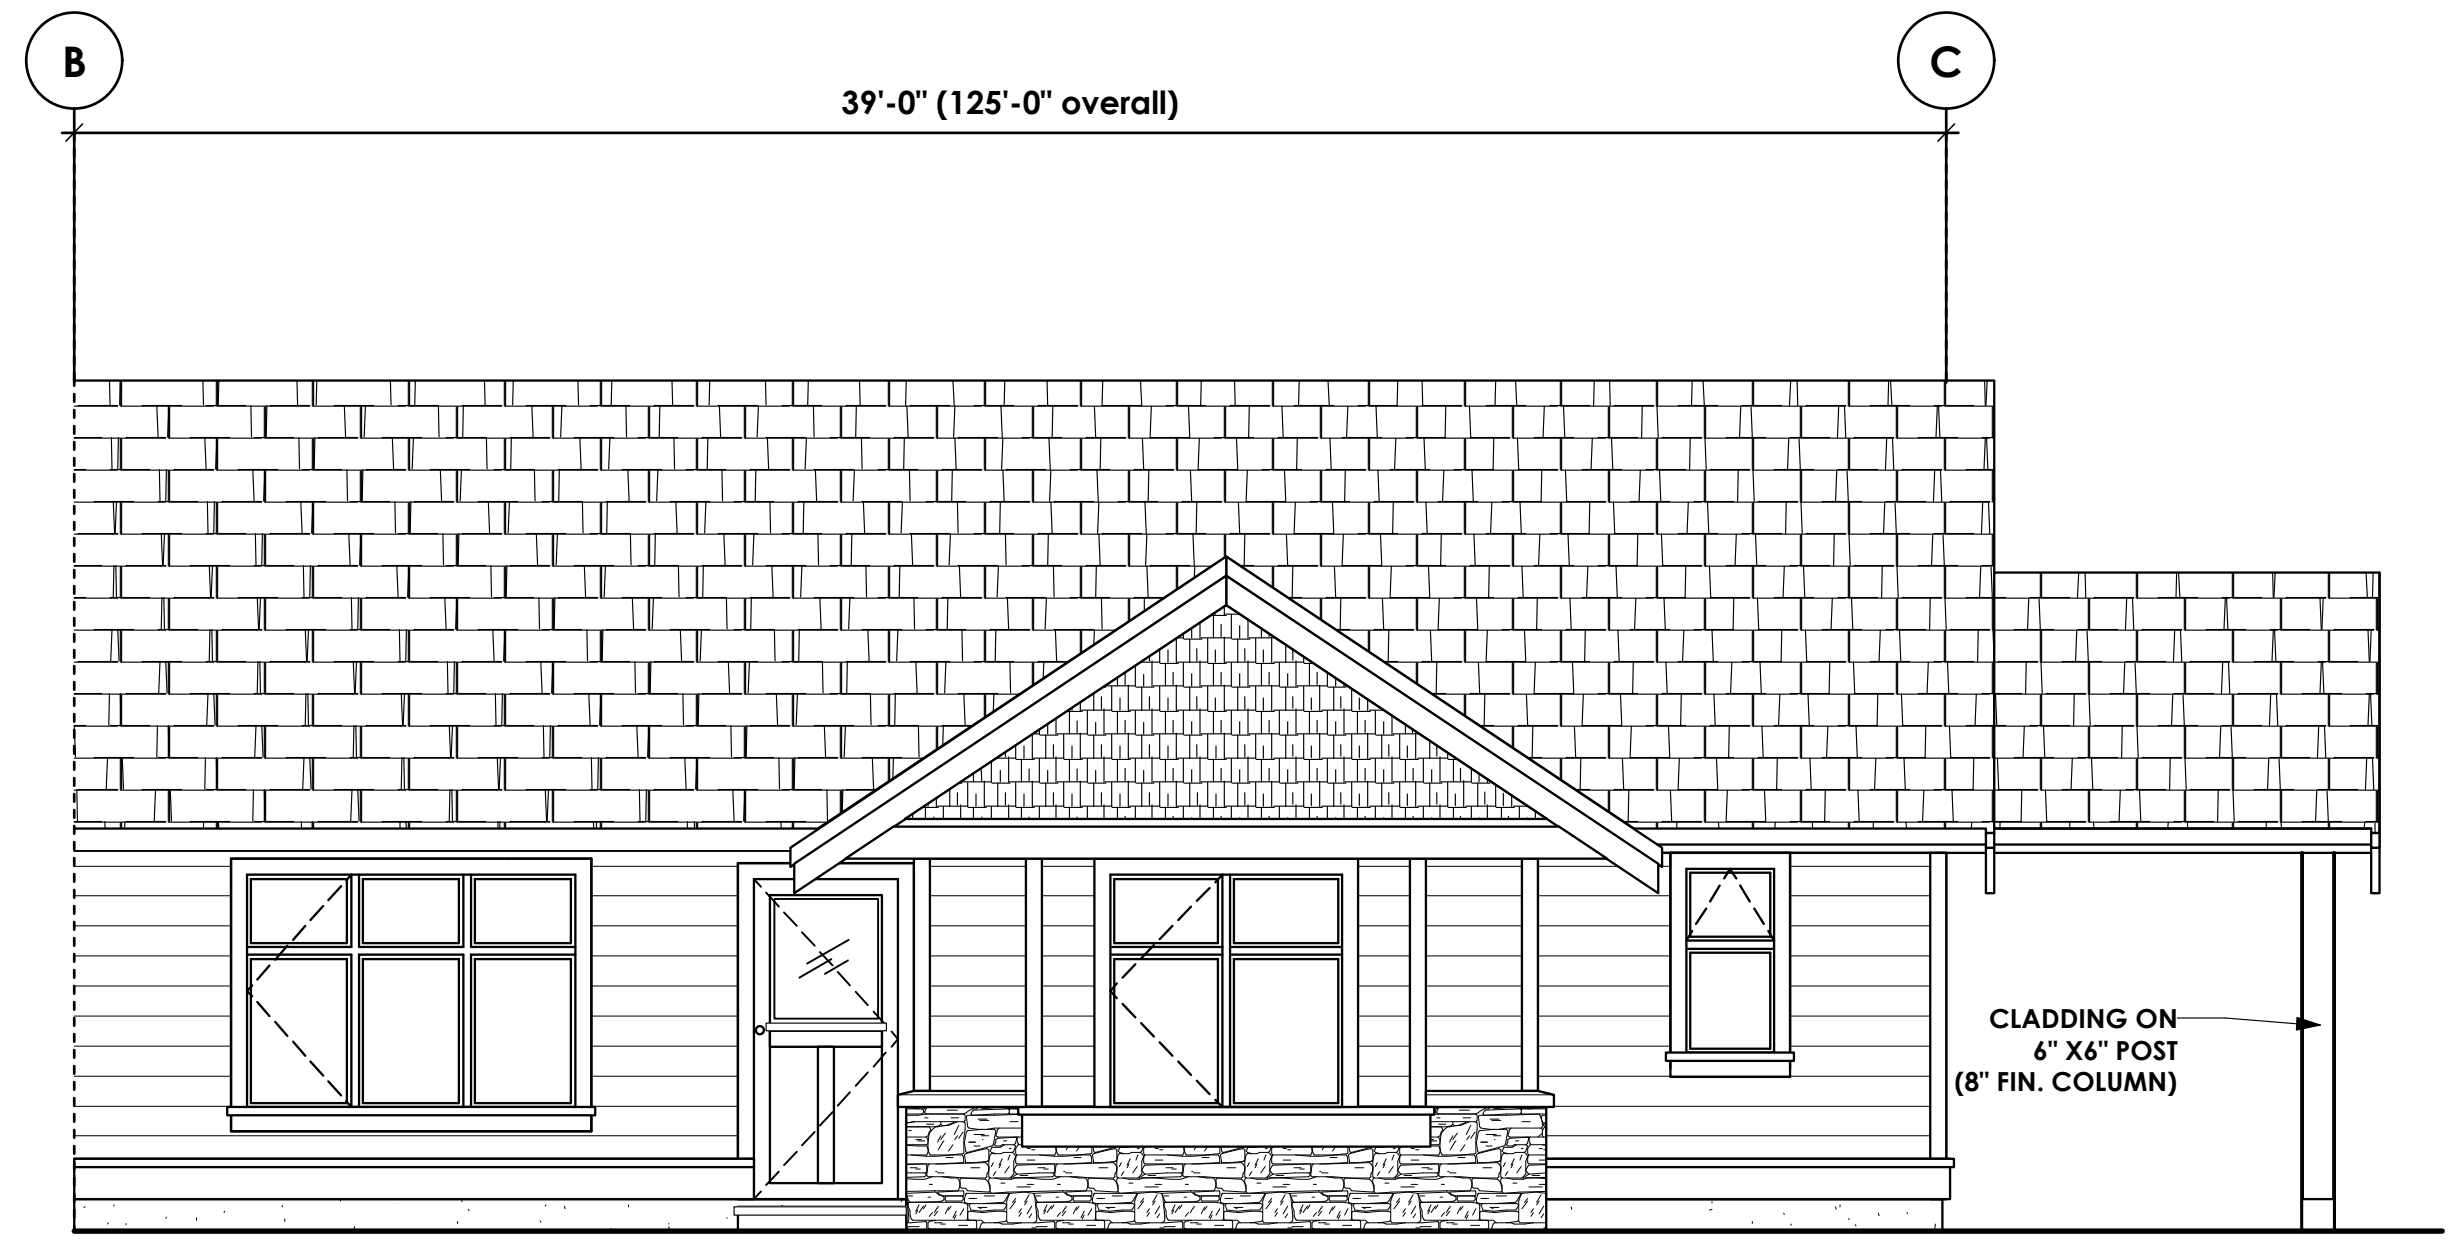 B
C
39'-0" (125'-0" overall)
CLADDING ON
6" X6" POST
(8" FIN. COLUMN)